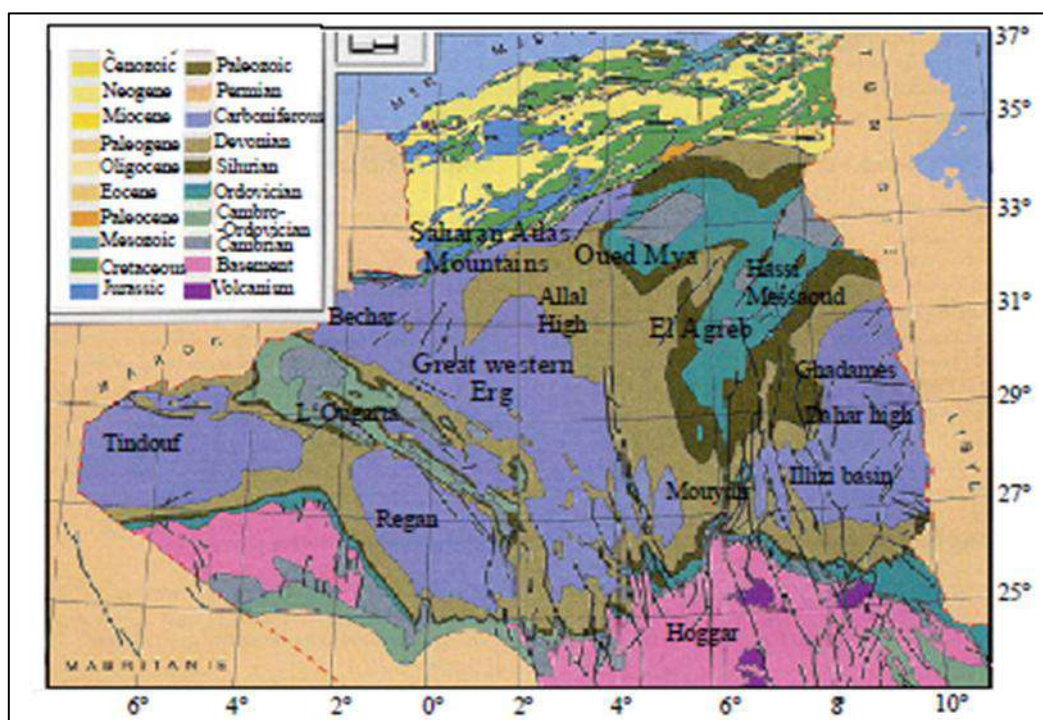 Cenozoic
Neogene
Miocene
Paleogene
Oligocene
Eocene
Paleocene
Mesozoic
Cretaceous
Jurassic
Paleozoic
Permian
Carboniferous
Devonian
Silurian
Ordovician
Cambro-
-Ordovician
Cambrian
Basement
Volcanism
37°
35°
33°
31°
29°
27°
25°
Saharan Atlas
Mountains
Oued Mya
Hassi
Messaoud
Allal
High
Bechar
El Agreb
Great western
Erg
Ghadames
L'Ougarta
Dahar high
Tindouf
Illizi basin
Regan
Hoggar
MAROK
LIBYE
MAURITANIE
6°
4°
2°
0°
2°
4°
6°
8
10°